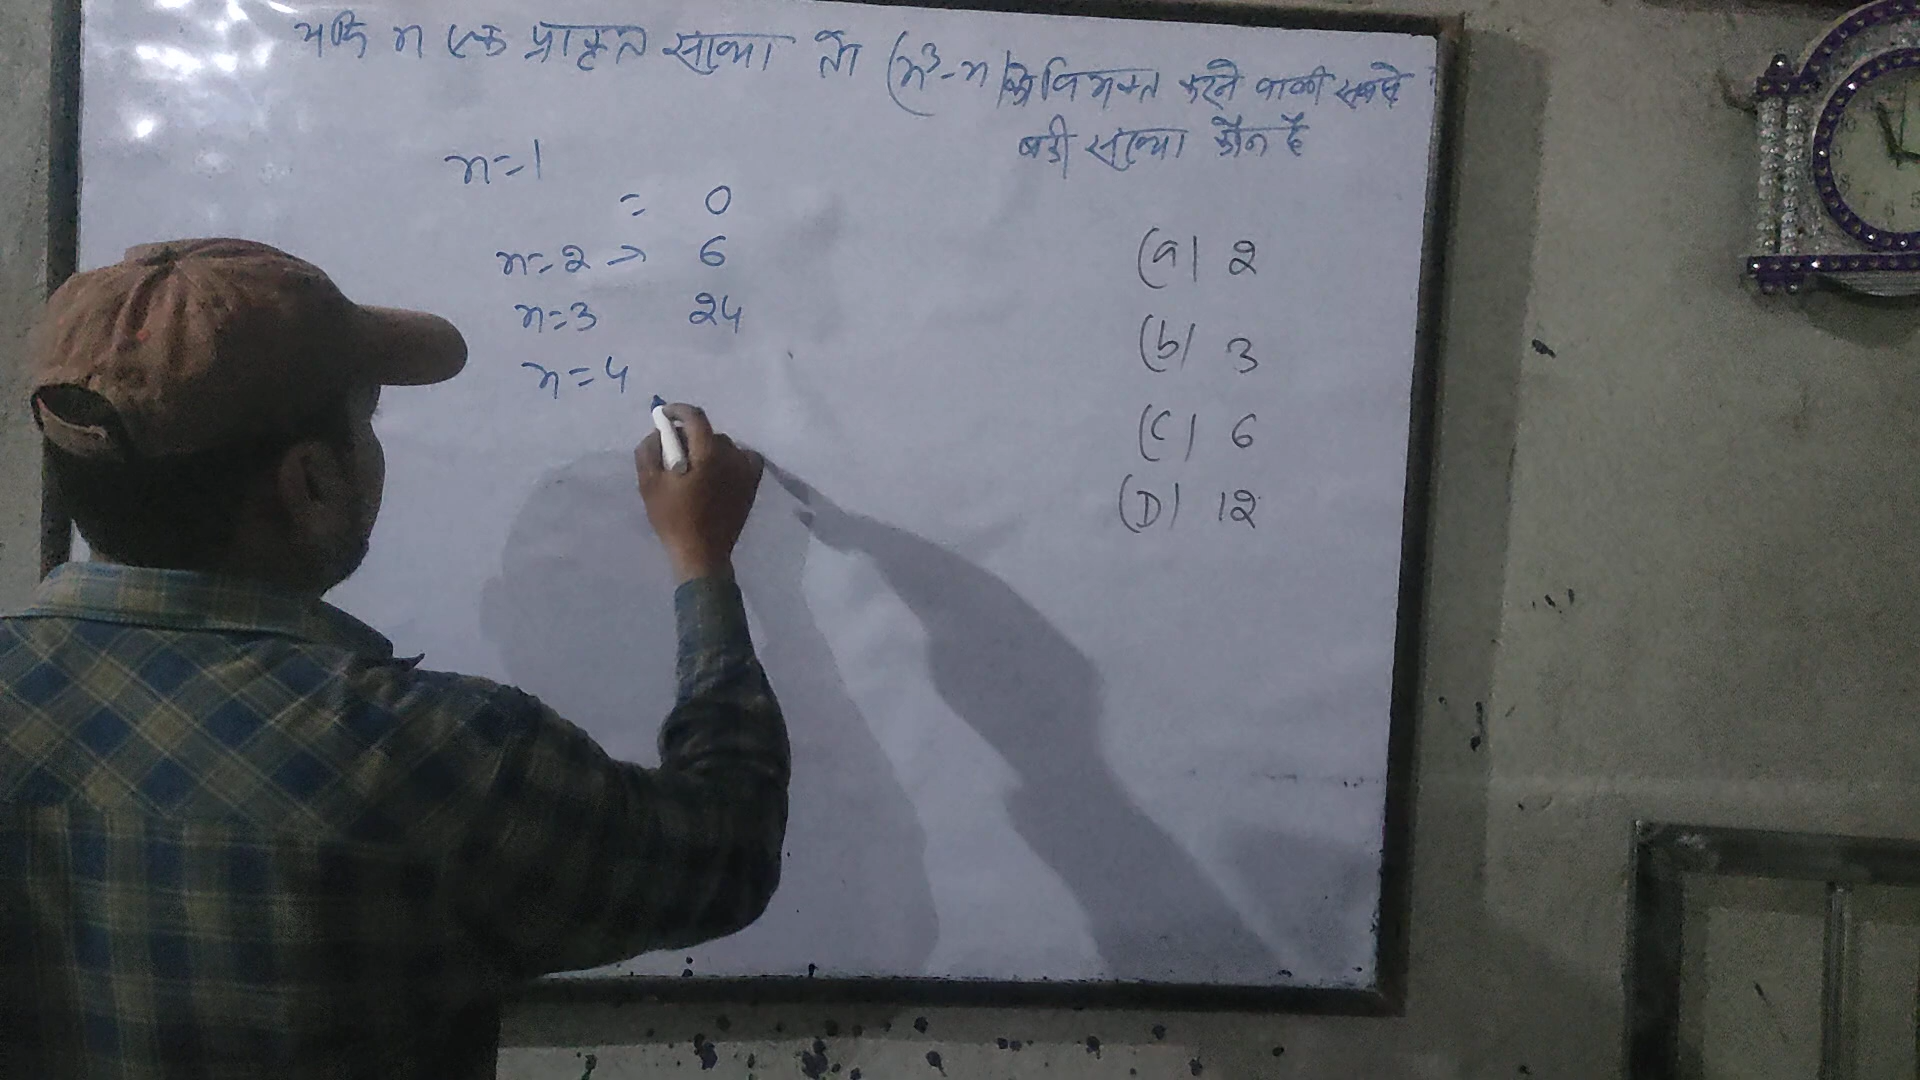 यदि n एक प्राकृत संख्या तो (n³-n) को विभक्त करने वाली सबसे
बडी संख्या कौन है
n=1
= 0
n=2 → 6
n=3 24
n=4
(a) 2
(b) 3
(c) 6
(D) 12